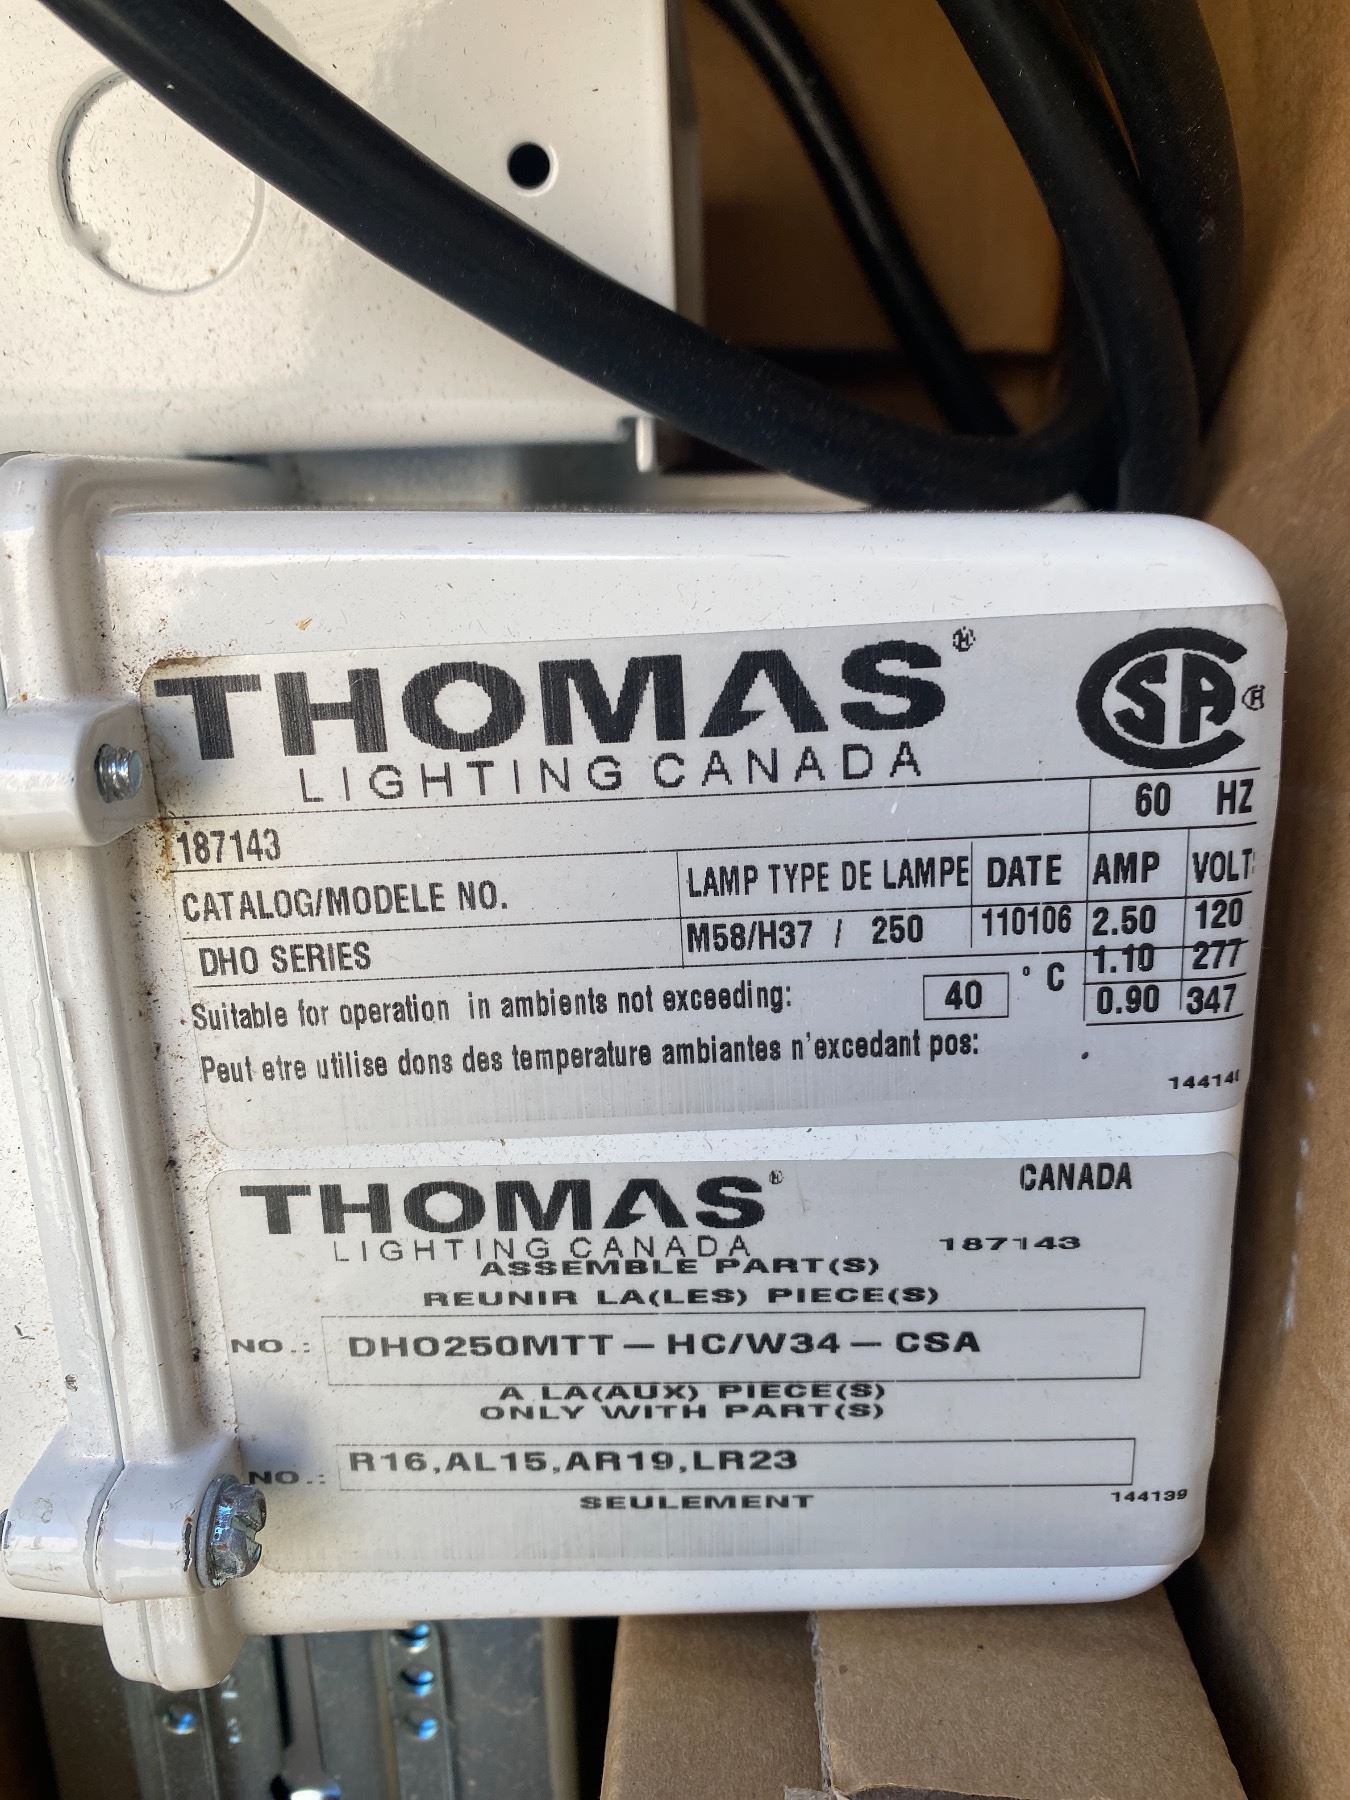 THOMAS®
LIGHTING CANADA
CSA®
60 HZ
187143
CATALOG/MODELE NO. LAMP TYPE DE LAMPE DATE AMP VOLT
DHO SERIES M58/H37 / 250 110106 2.50 120
1.10 277
Suitable for operation in ambients not exceeding: 40 °C 0.90 347
Peut etre utilise dons des temperature ambiantes n'excedant pos:
THOMAS®
LIGHTING CANADA
CANADA
187143
ASSEMBLE PART(S)
REUNIR LA(LES) PIECE(S)
NO.: DHO250MTT-HC/W34-CSA
A LA(AUX) PIECE(S)
ONLY WITH PART(S)
NO.: R16,AL15,AR19,LR23
SEULEMENT
144139